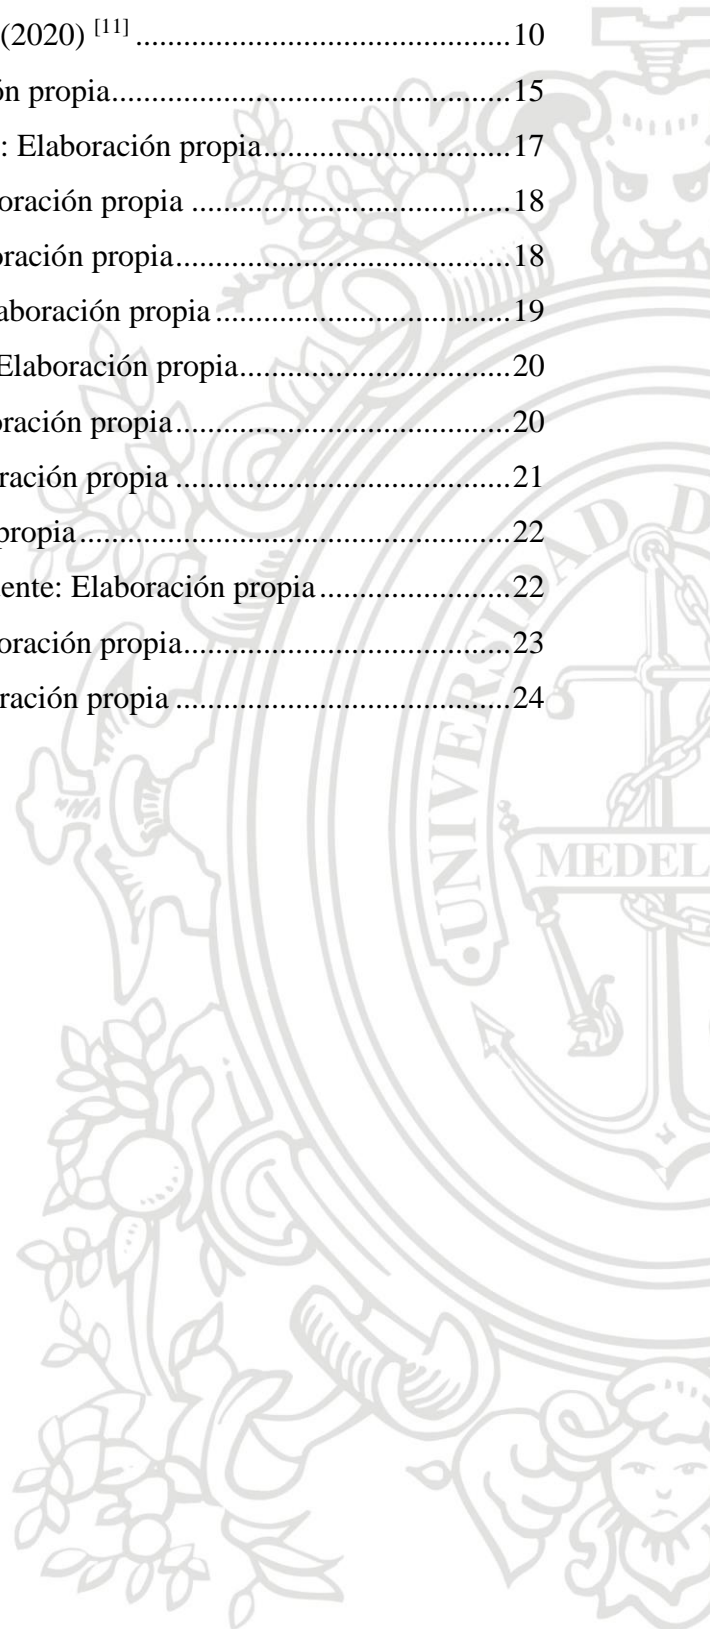 (2020) [11] ........................................10
ón propia...........................................15
: Elaboración propia..........................17
oración propia ..................................18
oración propia....................................18
laboración propia...............................19
Elaboración propia.............................20
oración propia....................................20
ración propia ....................................21
propia..............................................22
iente: Elaboración propia.....................22
oración propia...................................23
ración propia ....................................24
UNIVERSIDAD D
MEDEL